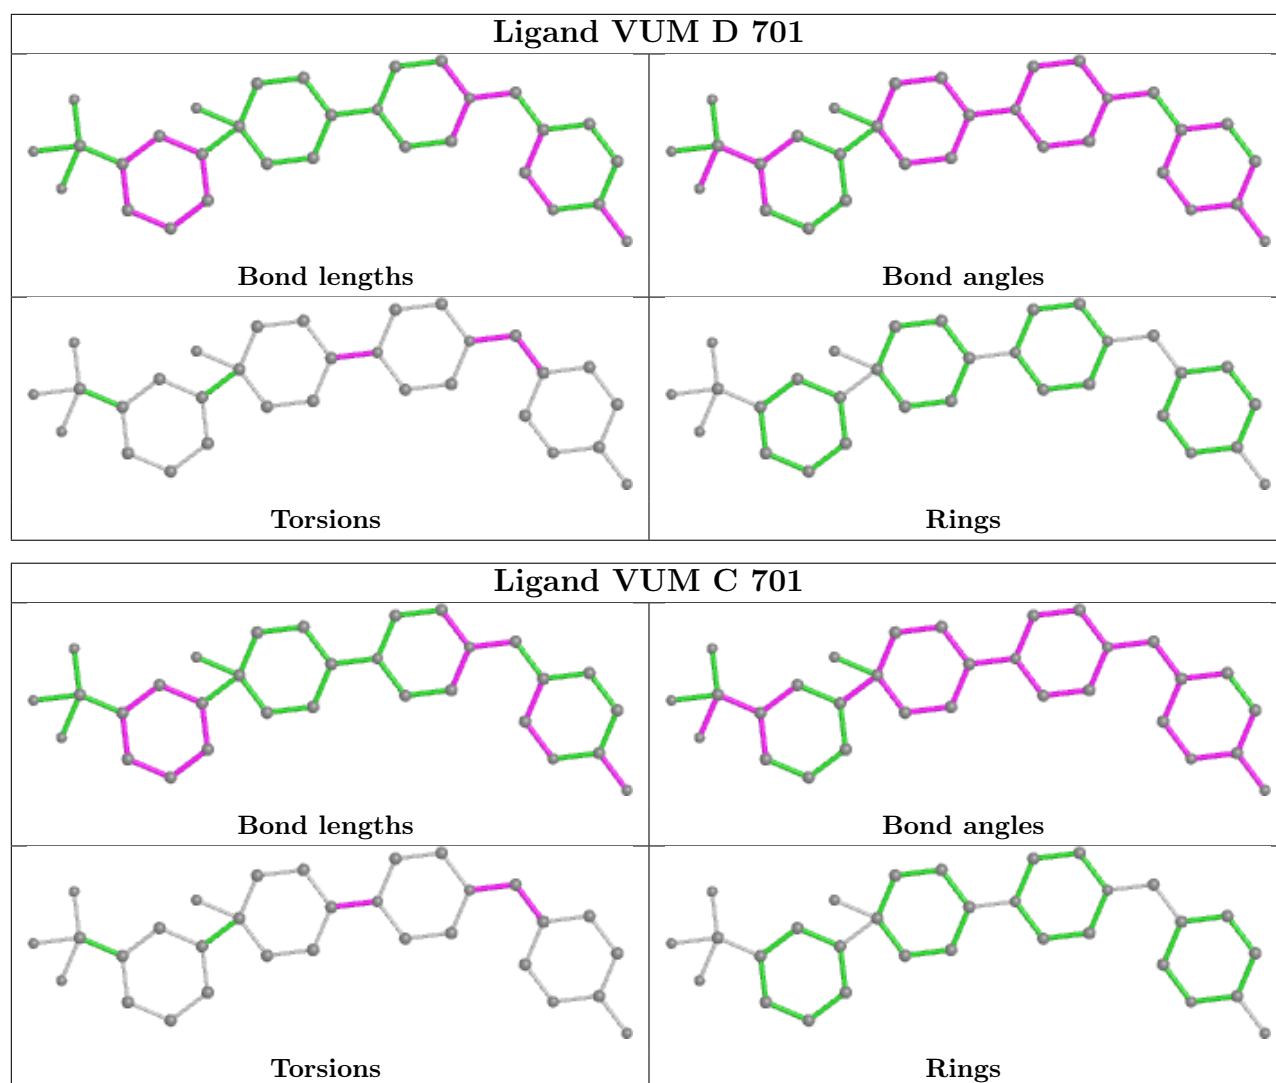 Ligand VUM D 701
Bond lengths
Bond angles
Torsions
Rings
Ligand VUM C 701
Bond lengths
Bond angles
Torsions
Rings